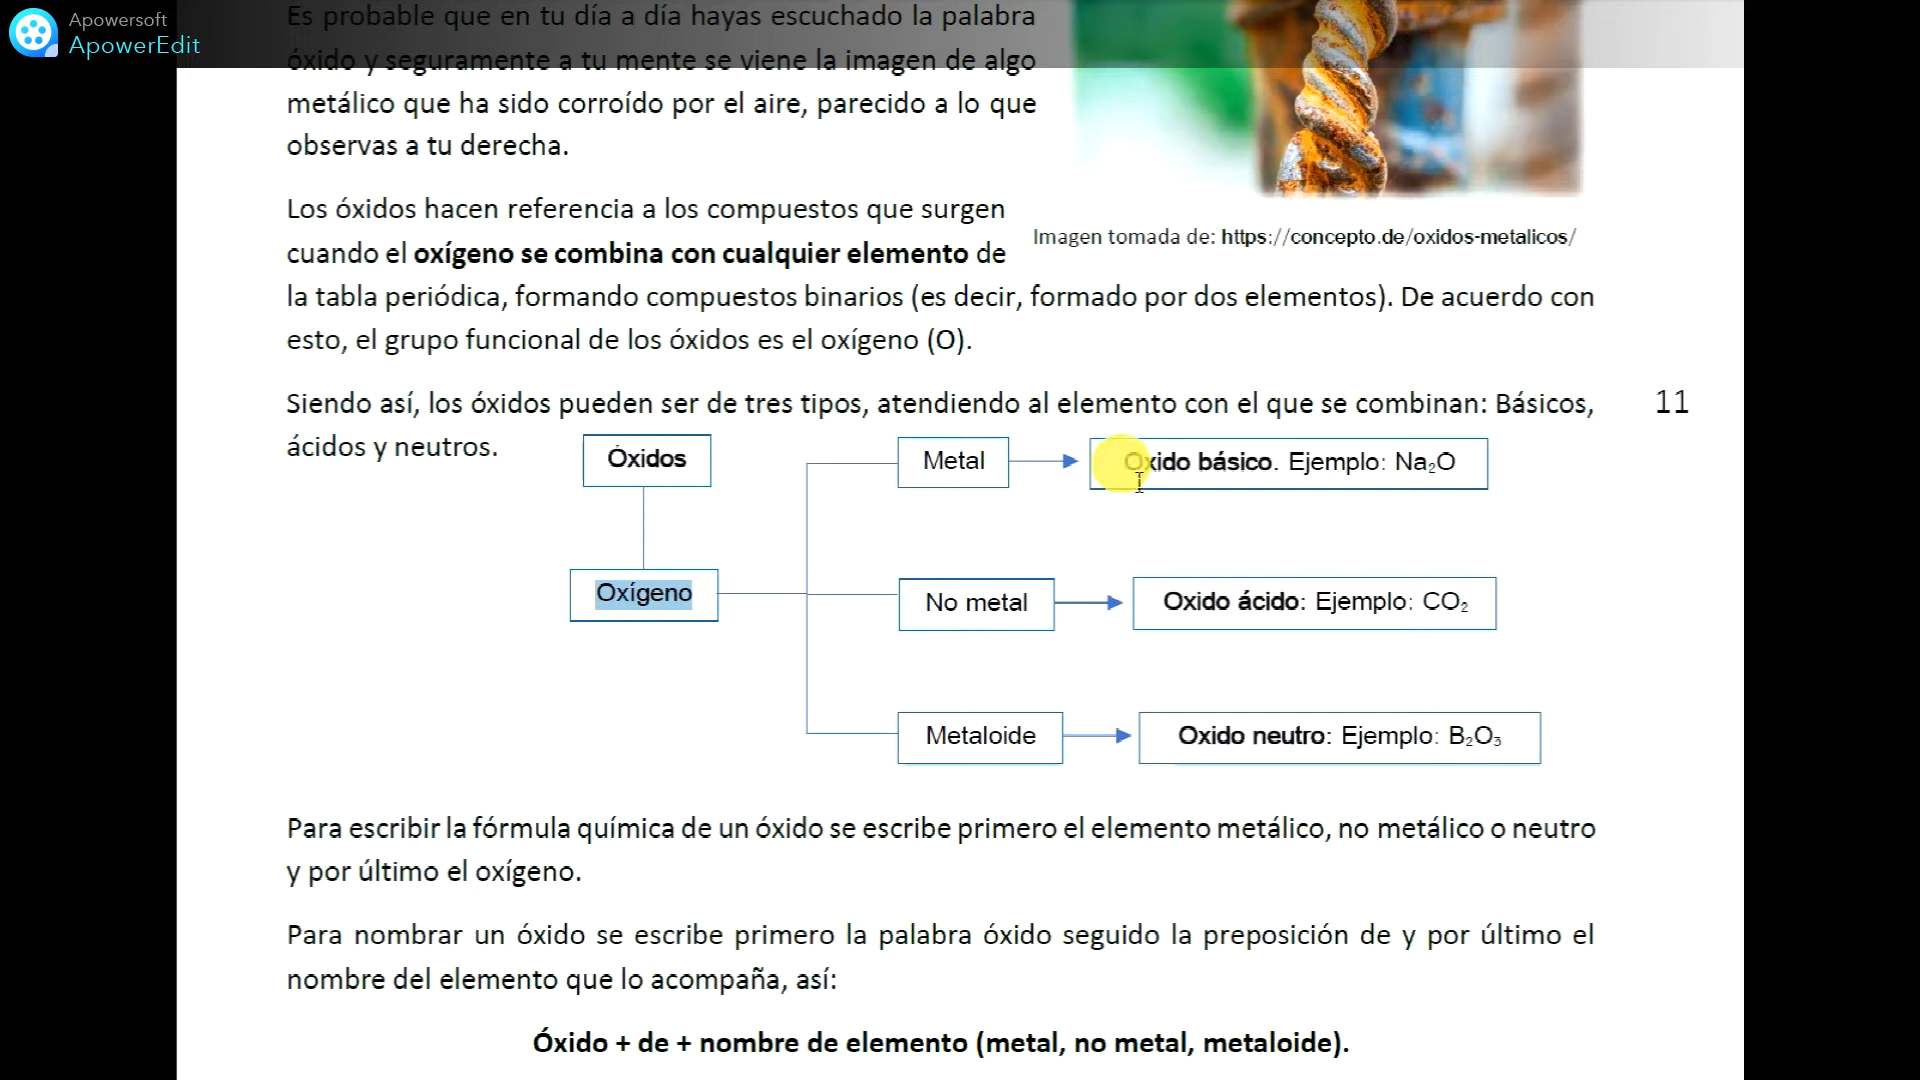 Apowersoft
ApowerEdit
Es probable que en tu día a día hayas escuchado la palabra
óxido y seguramente a tu mente se viene la imagen de algo
metálico que ha sido corroído por el aire, parecido a lo que
observas a tu derecha.
Los óxidos hacen referencia a los compuestos que surgen
cuando el oxígeno se combina con cualquier elemento de
Imagen tomada de: https://concepto.de/oxidos-metalicos/
la tabla periódica, formando compuestos binarios (es decir, formado por dos elementos). De acuerdo con
esto, el grupo funcional de los óxidos es el oxígeno (O).
Siendo así, los óxidos pueden ser de tres tipos, atendiendo al elemento con el que se combinan: Básicos,
11
ácidos y neutros.
Óxidos
Metal
Oxido básico. Ejemplo: Na₂O
Oxígeno
No metal
Oxido ácido: Ejemplo: CO₂
Metaloide
Oxido neutro: Ejemplo: B₂O₃
Para escribir la fórmula química de un óxido se escribe primero el elemento metálico, no metálico o neutro
y por último el oxígeno.
Para nombrar un óxido se escribe primero la palabra óxido seguido la preposición de y por último el
nombre del elemento que lo acompaña, así:
Óxido + de + nombre de elemento (metal, no metal, metaloide).